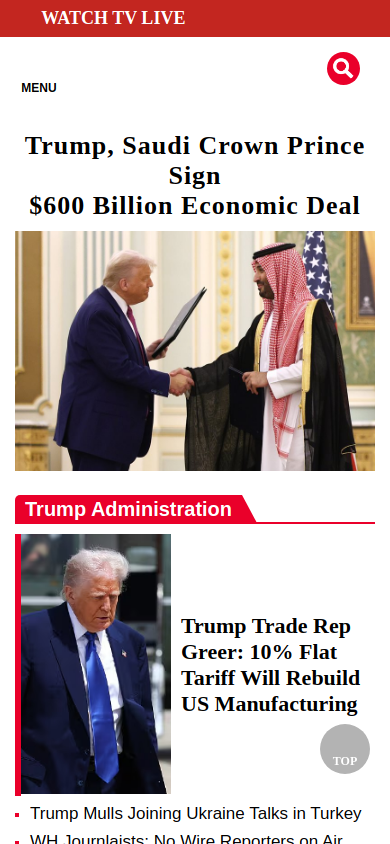 WATCH TV LIVE
MENU
Trump, Saudi Crown Prince
Sign
$600 Billion Economic Deal
Trump Administration
Trump Trade Rep
Greer: 10% Flat
Tariff Will Rebuild
US Manufacturing
TOP
Trump Mulls Joining Ukraine Talks in Turkey
WH Journlaists: No Wire Reporters on Air